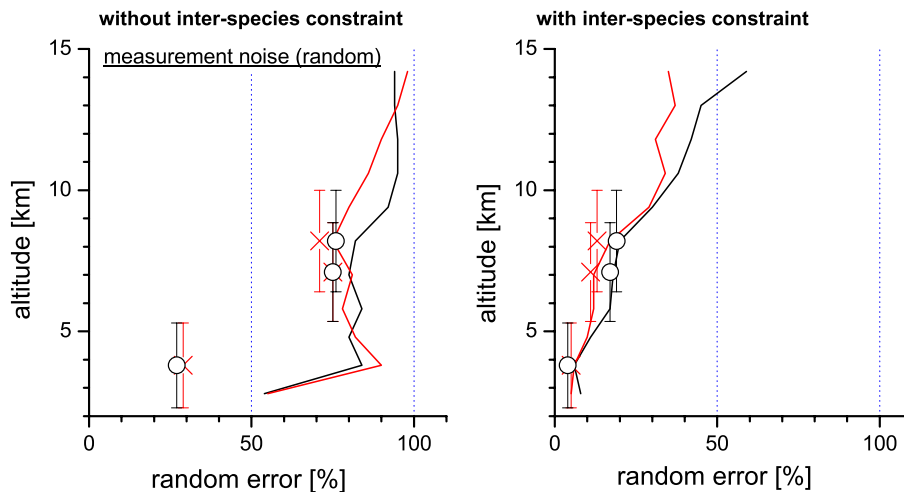 without inter-species constraint
with inter-species constraint
measurement noise (random)
15
10
5
altitude [km]
0
50
100
random error [%]
15
10
5
altitude [km]
0
50
100
random error [%]